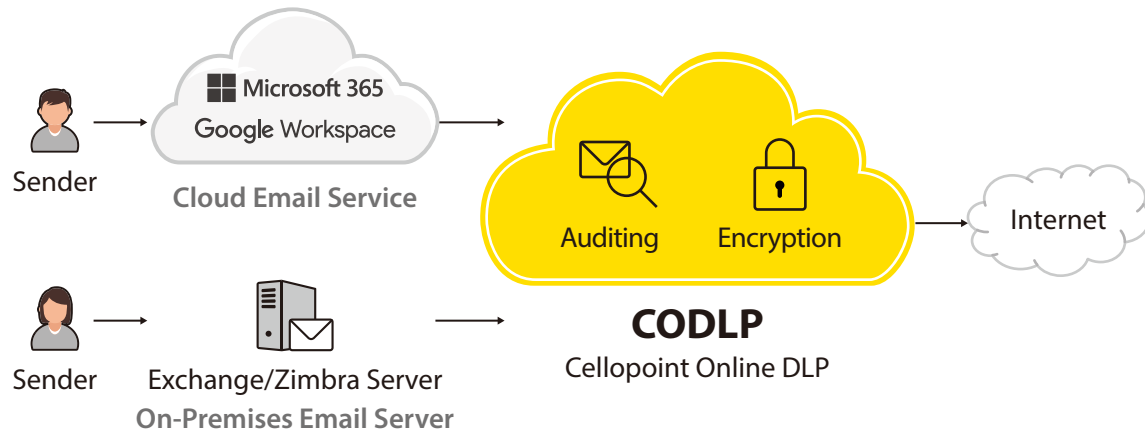 Microsoft 365
Google Workspace
Sender
Cloud Email Service
Auditing
Encryption
Internet
CODLP
Cellopoint Online DLP
Sender
Exchange/Zimbra Server
On-Premises Email Server